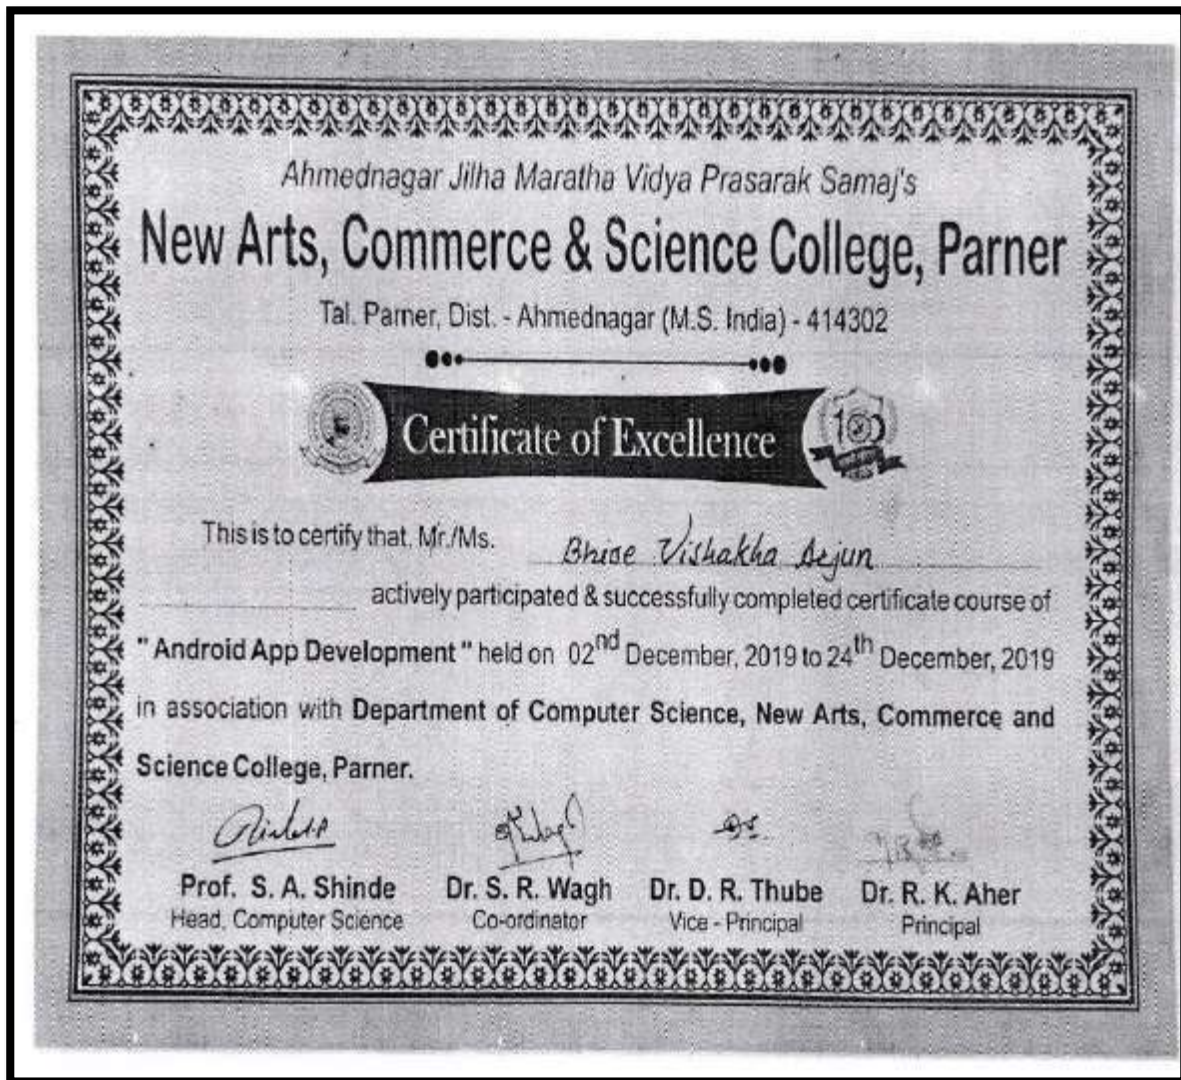 Ahmednagar Jilha Maratha Vidya Prasarak Samaj's
New Arts, Commerce & Science College, Parner
Tal. Parner, Dist. - Ahmednagar (M.S. India) - 414302
Certificate of Excellence
100
This is to certify that, Mr./Ms. Vishakha Arjun
actively participated & successfully completed certificate course of
" Android App Development " held on 02nd December, 2019 to 24th December, 2019
in association with Department of Computer Science, New Arts, Commerce and
Science College, Parner.
Prof. S. A. Shinde Dr. S. R. Wagh Dr. D. R. Thube Dr. R. K. Aher
Head, Computer Science Co-ordinator Vice - Principal Principal